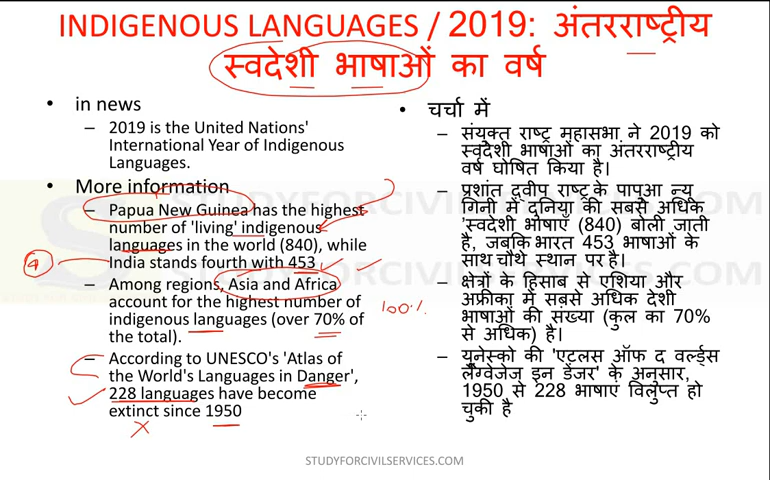 INDIGENOUS LANGUAGES / 2019: अंतरराष्ट्रीय
स्वदेशी भाषाओं का वर्ष
• in news
– 2019 is the United Nations'
International Year of Indigenous
Languages.
• More information
– Papua New Guinea has the highest
number of 'living' indigenous
languages in the world (840), while
India stands fourth with 453
– Among regions, Asia and Africa
account for the highest number of
indigenous languages (over 70% of
the total).
– According to UNESCO's 'Atlas of
the World's Languages in Danger',
228 languages have become
extinct since 1950
4
100%
• चर्चा में
– संयुक्त राष्ट्र महासभा ने 2019 को
स्वदेशी भाषाओं का अंतरराष्ट्रीय
वर्ष घोषित किया है।
– प्रशांत द्वीप राष्ट्र के पापुआ न्यू
गिनी में दुनिया की सबसे अधिक
'स्वदेशी भाषाएँ (840) बोली जाती
है, जबकि भारत 453 भाषाओं के
साथ चौथे स्थान पर है।
– क्षेत्रों के हिसाब से एशिया और
अफ्रीका में सबसे अधिक देशी
भाषाओं की संख्या (कुल का 70%
से अधिक) है।
– यूनेस्को की 'एटलस ऑफ द वर्ल्ड्स
लैंग्वेजेज इन डेंजर' के अनुसार,
1950 से 228 भाषाएं विलुप्त हो
चुकी है
STUDYFORCIVILSERVICES.COM